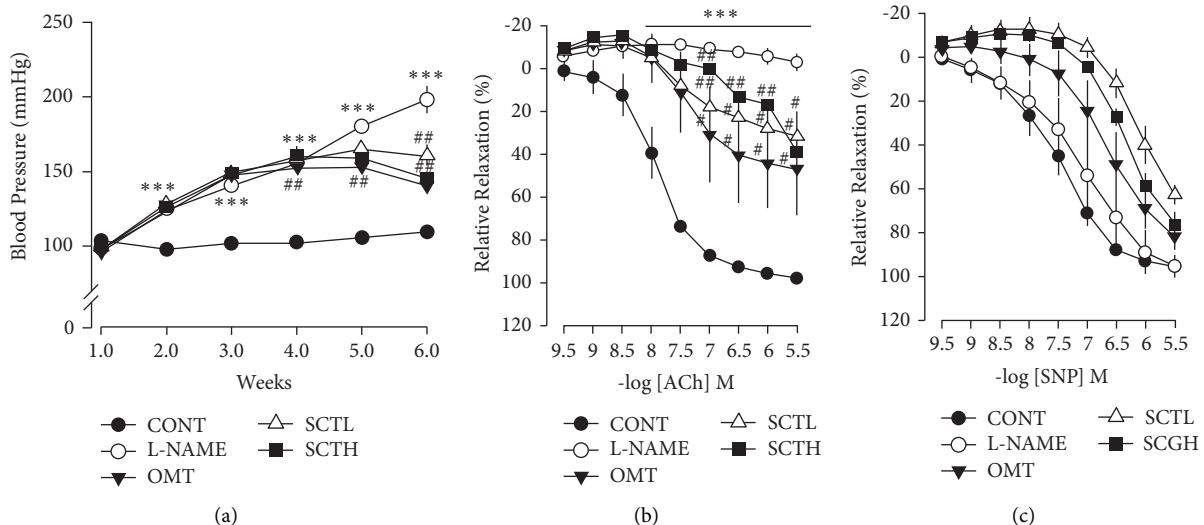 250
200
150
100
0
Blood Pressure (mmHg)
***
***
***
***
***
##
##
##
##
1.0 2.0 3.0 4.0 5.0 6.0
Weeks
CONT
L-NAME
OMT
SCTL
SCTH
(a)
-20
0
20
40
60
80
100
120
Relative Relaxation (%)
***
##
##
##
##
#
#
#
#
#
#
#
#
#
9.5 9 8.5 8 7.5 7 6.5 6 5.5
-log [ACh] M
CONT
L-NAME
OMT
SCTL
SCTH
(b)
-20
0
20
40
60
80
100
120
Relative Relaxation (%)
9.5 9 8.5 8 7.5 7 6.5 6 5.5
-log [SNP] M
CONT
L-NAME
OMT
SCTL
SCGH
(c)